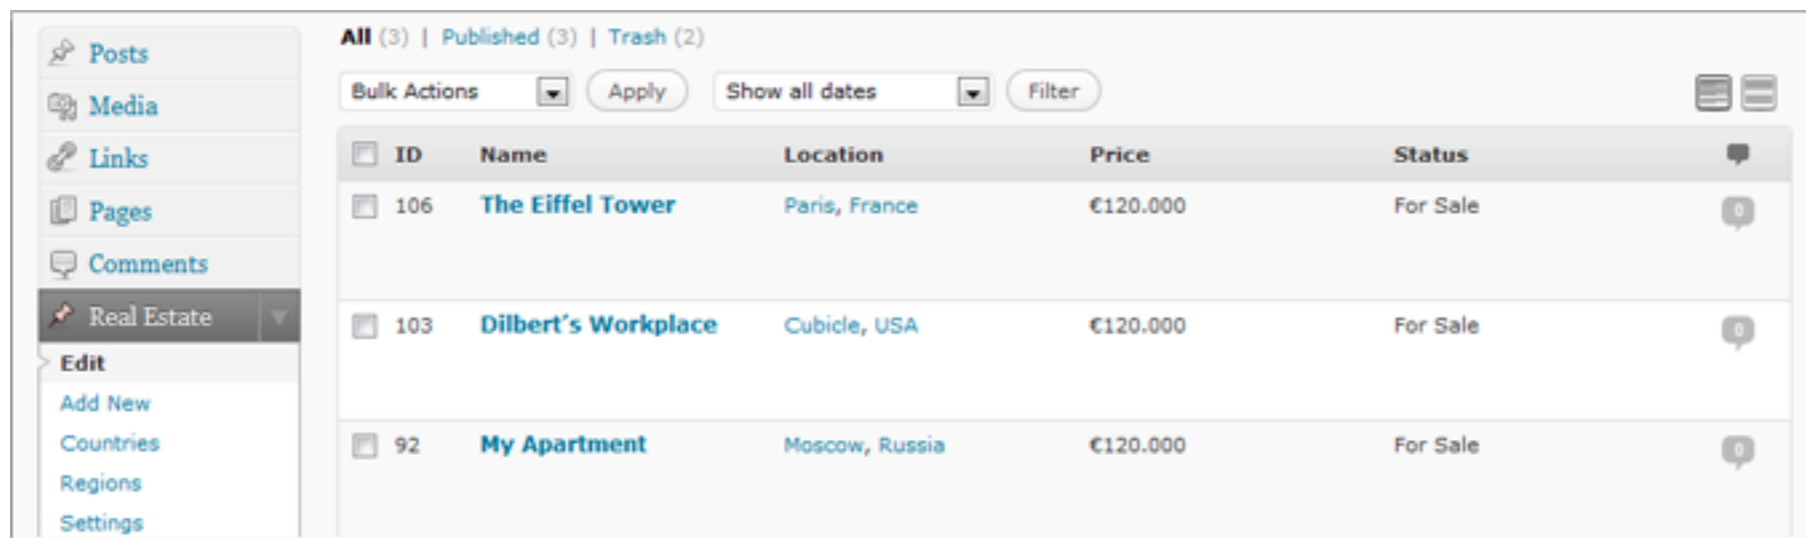 Posts
Media
Links
Pages
Comments
Real Estate
Edit
Add New
Countries
Regions
Settings
All (3) | Published (3) | Trash (2)
Bulk Actions Apply Show all dates Filter
ID Name Location Price Status
106 The Eiffel Tower Paris, France €120.000 For Sale 0
103 Dilbert´s Workplace Cubicle, USA €120.000 For Sale 0
92 My Apartment Moscow, Russia €120.000 For Sale 0